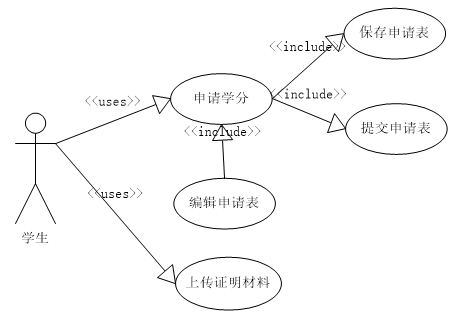 保存申请表
<<include>>
<<uses>>
申请学分
<<include>>
提文申请表
<<include>>
<<uses>>
编辑申请表
学生
上传证明材料